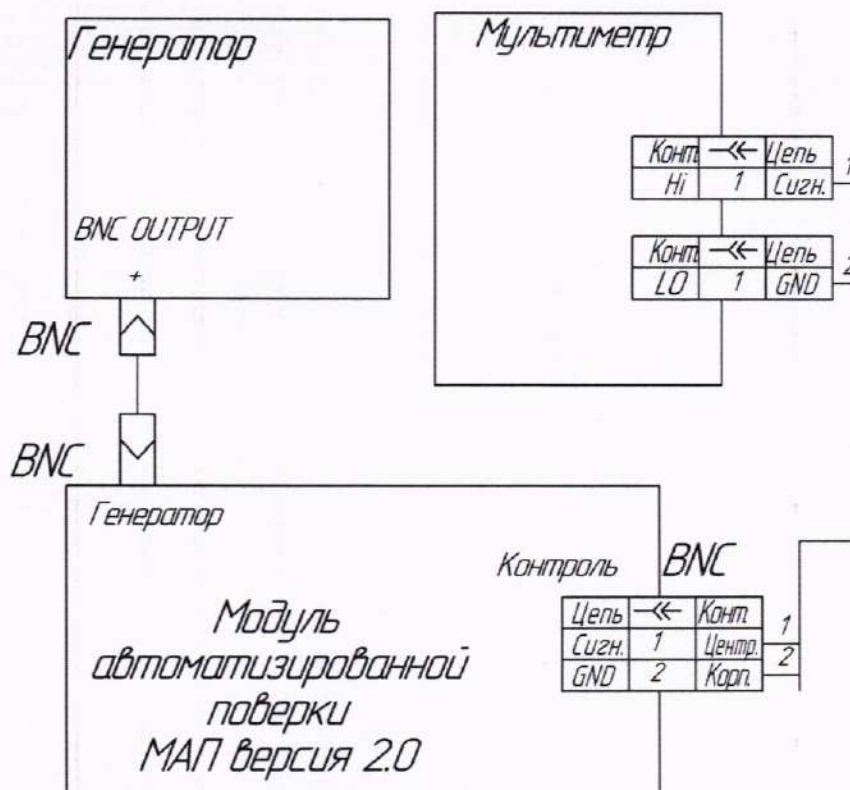 Генератор
BNC OUTPUT
+
BNC
Мультиметр
Конт. Цепь
Hi 1 Сигн. 1
Конт. Цепь
LO 1 GND 2
BNC
Генератор
Контроль BNC
Цепь Конт.
Сигн. 1 Центр. 1
GND 2 Корп. 2
Модуль
автоматизированной
поверки
МАП версия 2.0